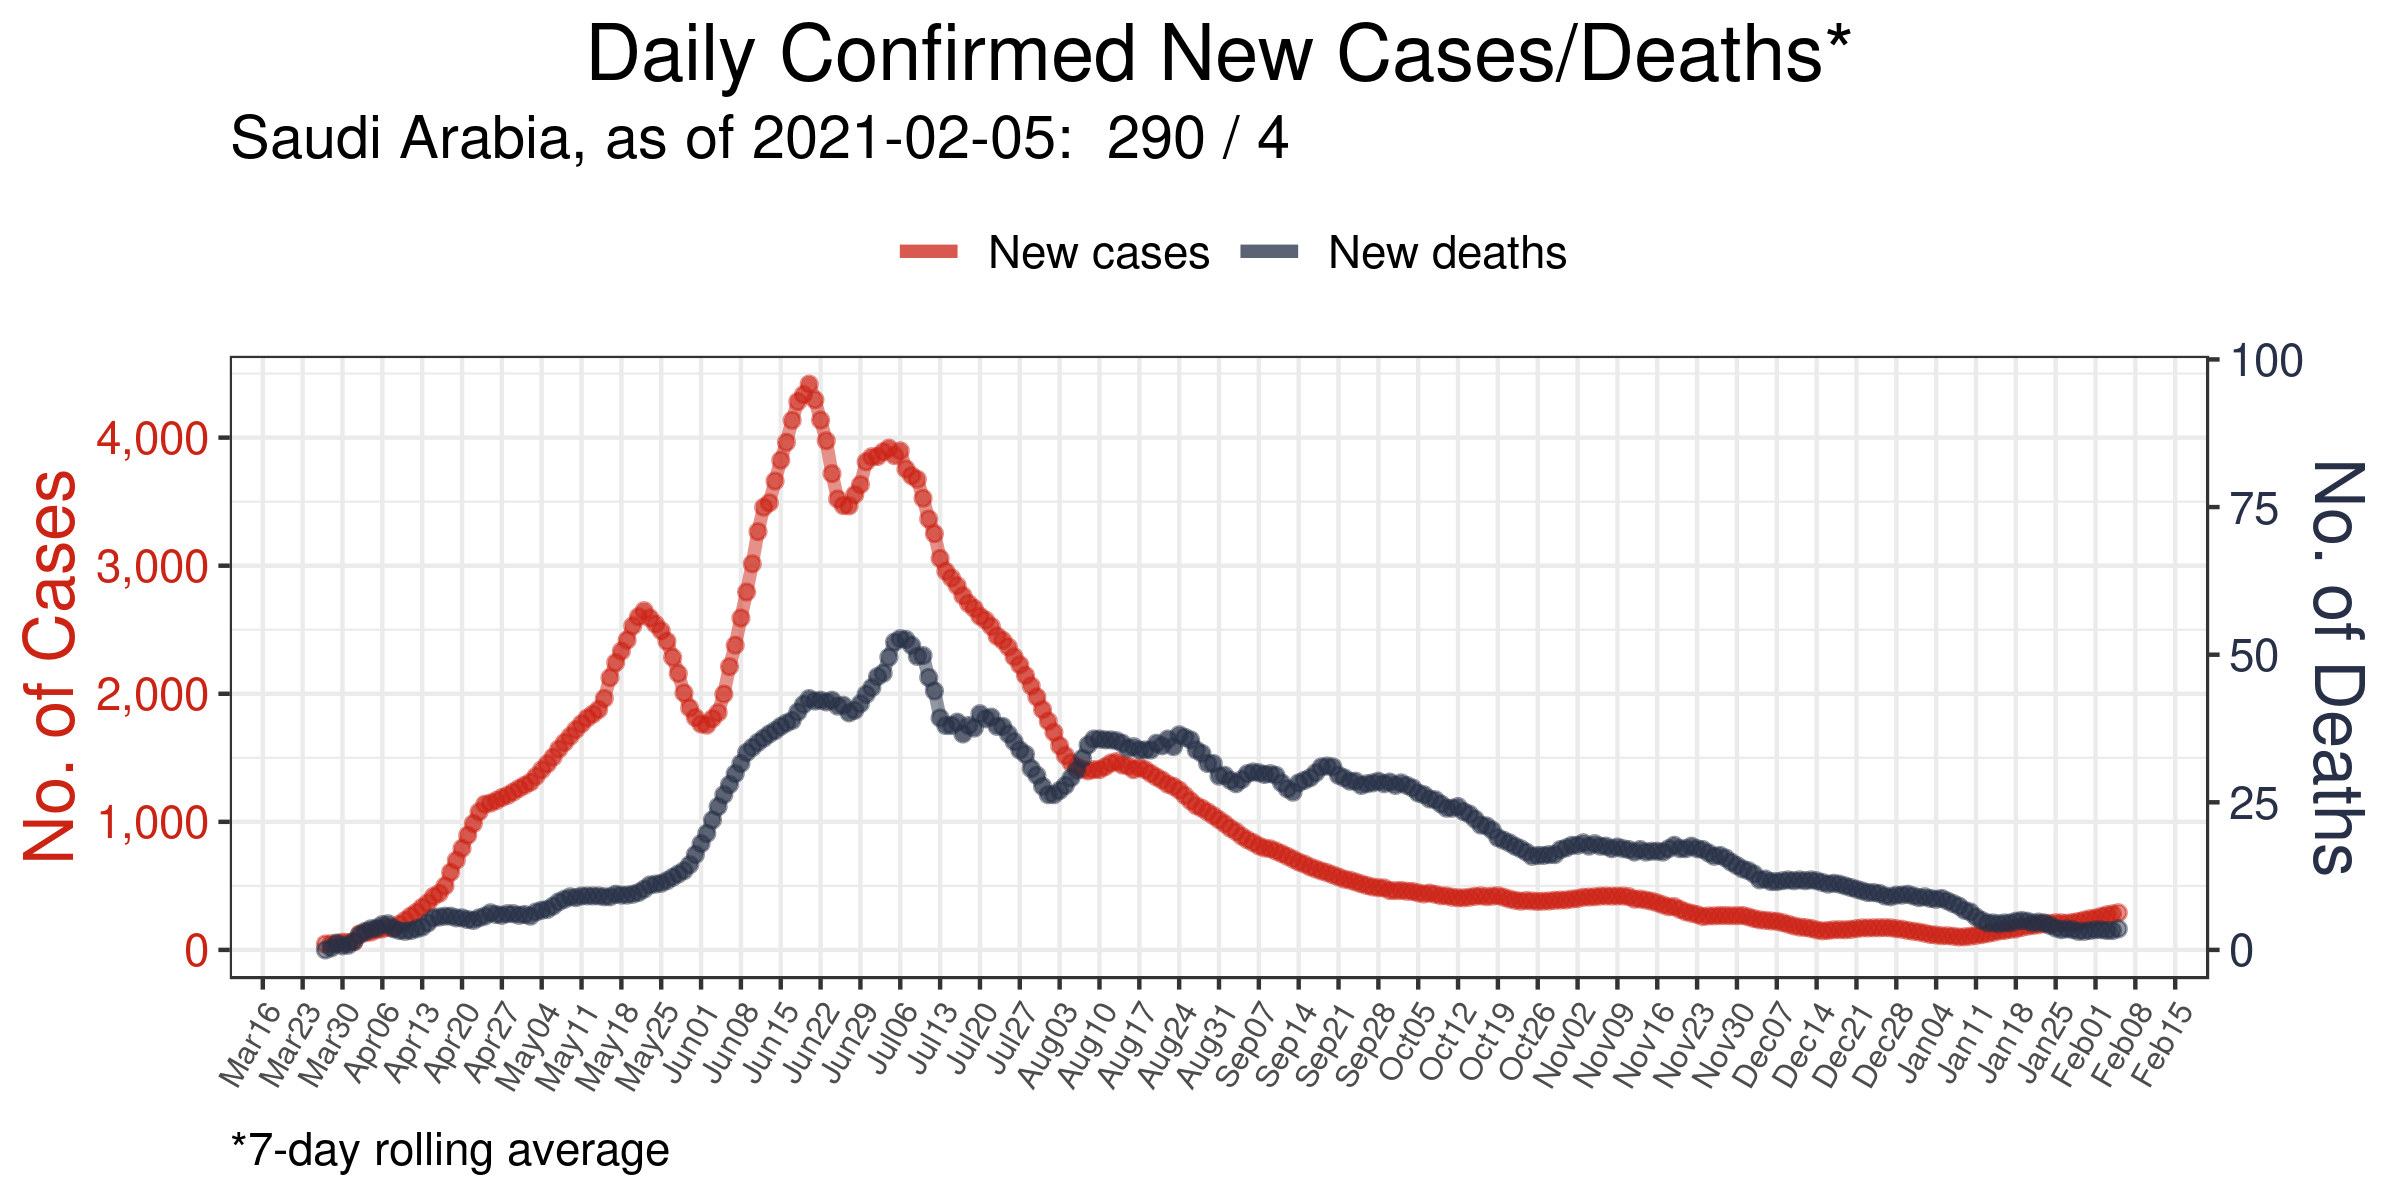 Daily Confirmed New Cases/Deaths*
Saudi Arabia, as of 2021-02-05:  290 / 4
New cases
New deaths
No. of Cases
4,000
3,000
2,000
1,000
0
100
75
50
25
0
No. of Deaths
Mar16
Mar23
Mar30
Apr06
Apr13
Apr20
Apr27
May04
May11
May18
May25
Jun01
Jun08
Jun15
Jun22
Jun29
Jul06
Jul13
Jul20
Jul27
Aug03
Aug10
Aug17
Aug24
Aug31
Sep07
Sep14
Sep21
Sep28
Oct05
Oct12
Oct19
Oct26
Nov02
Nov09
Nov16
Nov23
Nov30
Dec07
Dec14
Dec21
Dec28
Jan04
Jan11
Jan18
Jan25
Feb01
Feb08
Feb15
*7-day rolling average